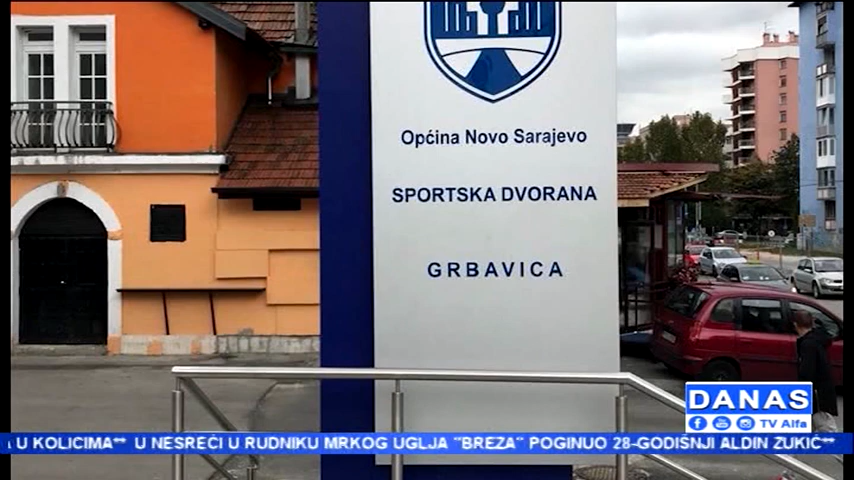 Općina Novo Sarajevo
SPORTSKA DVORANA
GRBAVICA
DANAS
TV Alfa
U KOLICIMA** U NESREĆI U RUDNIKU MRKOG UGLJA "BREZA" POGINUO 28-GODIŠNJI ALDIN ZUKIĆ**